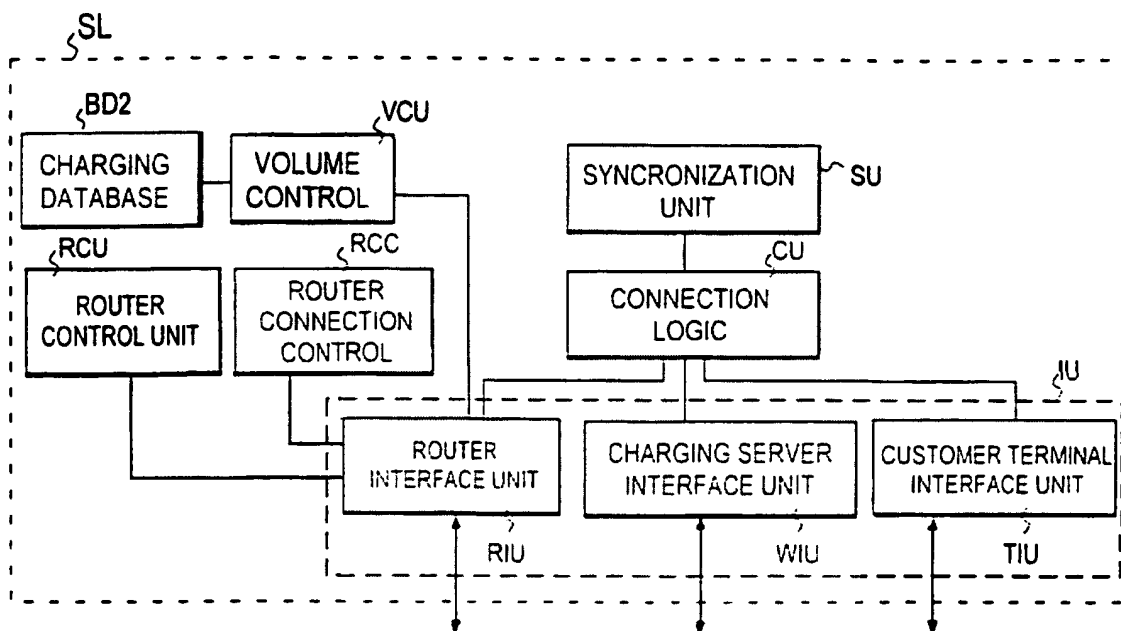 SL
BD2
VCU
CHARGING
DATABASE
VOLUME
CONTROL
SYNCRONIZATION
UNIT
SU
RCU
RCC
CU
ROUTER
CONTROL UNIT
ROUTER
CONNECTION
CONTROL
CONNECTION
LOGIC
IU
ROUTER
INTERFACE UNIT
CHARGING SERVER
INTERFACE UNIT
CUSTOMER TERMINAL
INTERFACE UNIT
RIU
WIU
TIU